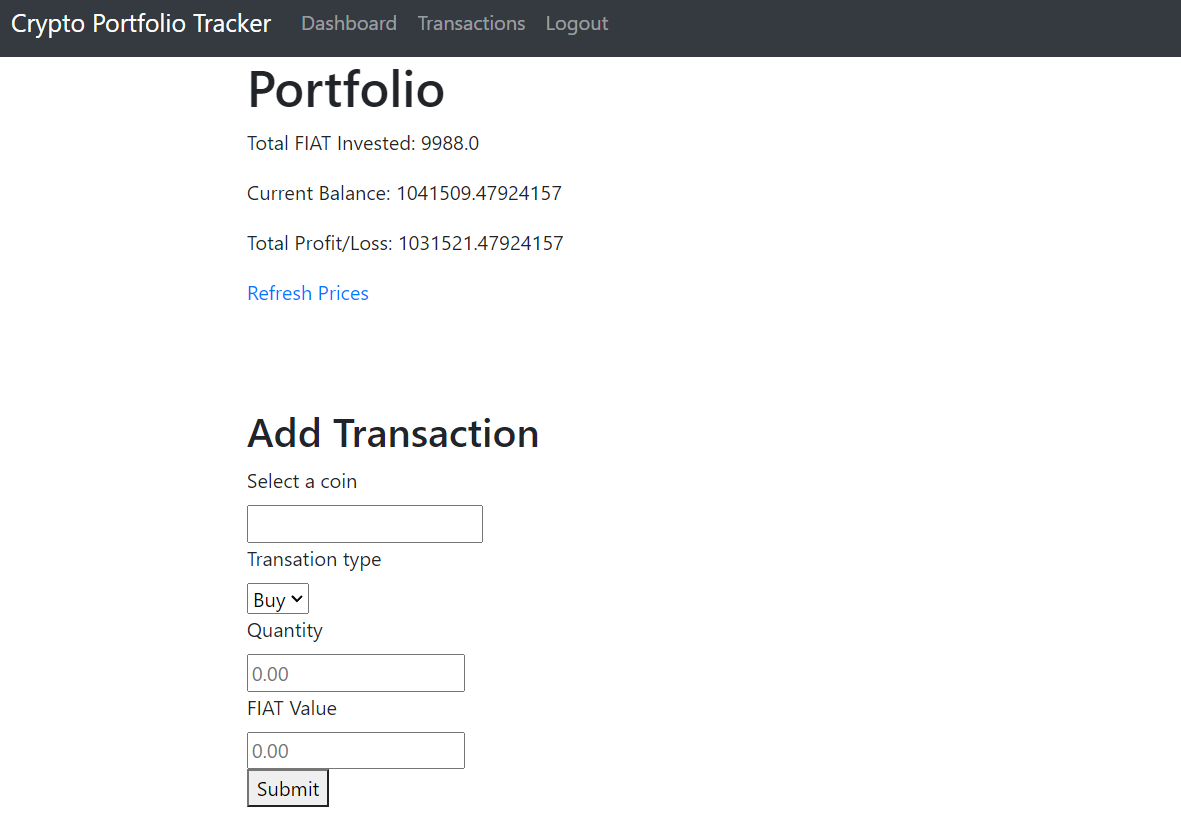 Crypto Portfolio Tracker Dashboard Transactions Logout
Portfolio
Total FIAT Invested: 9988.0
Current Balance: 1041509.47924157
Total Profit/Loss: 1031521.47924157
Refresh Prices
Add Transaction
Select a coin
Transation type
Buy
Quantity
0.00
FIAT Value
0.00
Submit